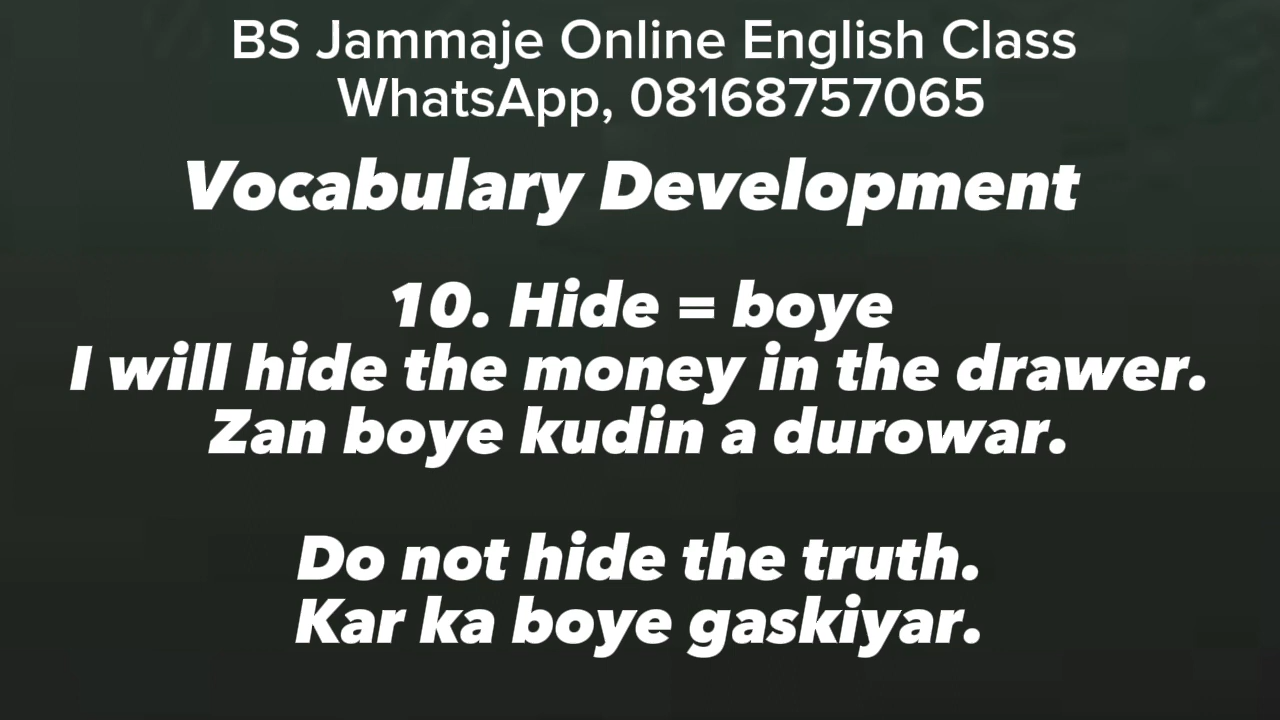 BS Jammaje Online English Class
WhatsApp, 08168757065
Vocabulary Development
10. Hide = boye
I will hide the money in the drawer.
Zan boye kudin a durowar.
Do not hide the truth.
Kar ka boye gaskiyar.